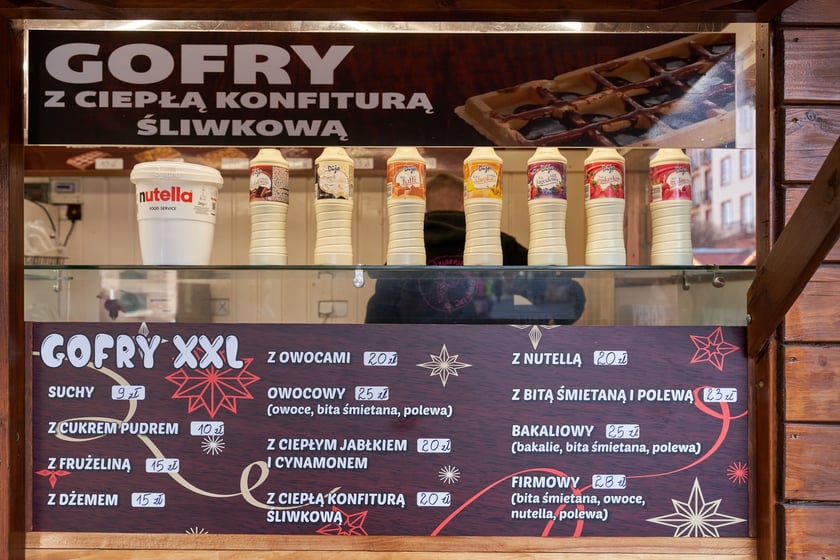 GOFRY
Z CIEPŁĄ KONFITURĄ
ŚLIWKOWĄ
nutella
FOOD SERVICE
GOFRY XXL
SUCHY 9 zł
Z CUKREM PUDREM 10 zł
Z FRUŻELINĄ 15 zł
Z DŻEMEM 15 zł
Z OWOCAMI 20 zł
OWOCOWY 25 zł
(owoce, bita śmietana, polewa)
Z CIEPŁYM JABŁKIEM 20 zł
I CYNAMONEM
Z CIEPŁĄ KONFITURĄ 20 zł
ŚLIWKOWĄ
Z NUTELLĄ 20 zł
Z BITĄ ŚMIETANĄ I POLEWĄ 23 zł
BAKALIOWY 25 zł
(bakalie, bita śmietana, polewa)
FIRMOWY 28 zł
(bita śmietana, owoce,
nutella, polewa)